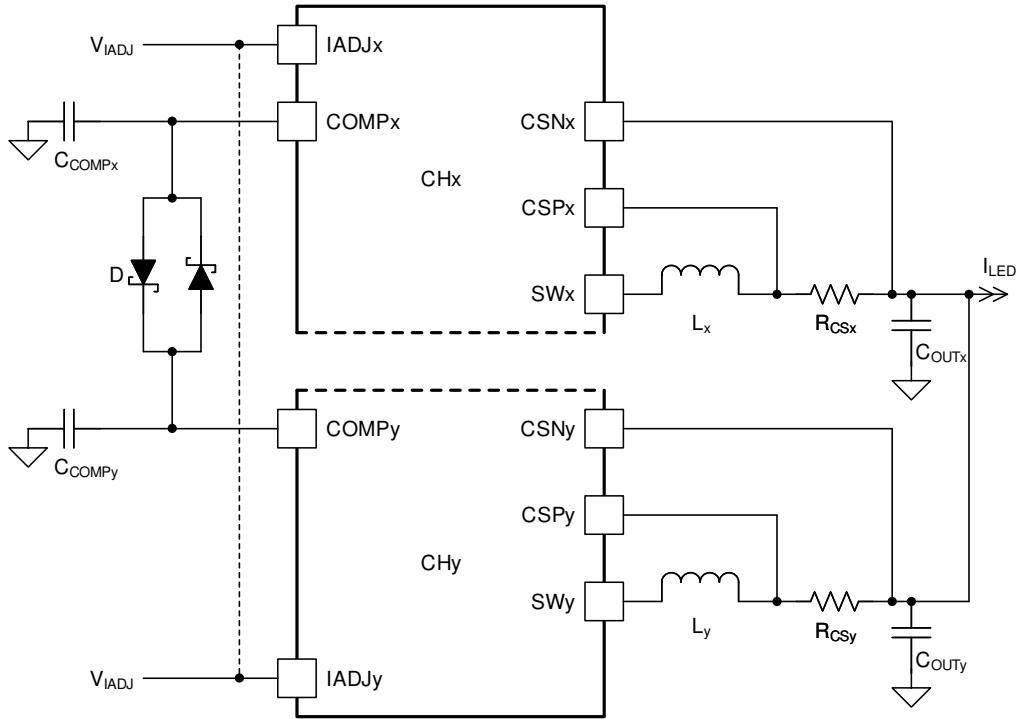 VIADJ
IADJx
COMPx
CCOMPx
CSNx
CHx
CSPx
D
SWx
Lx
RCSx
ILED
COUTx
COMPy
CCOMPy
CSNy
CSPy
CHy
SWy
Ly
RCSy
COUTy
VIADJ
IADJy